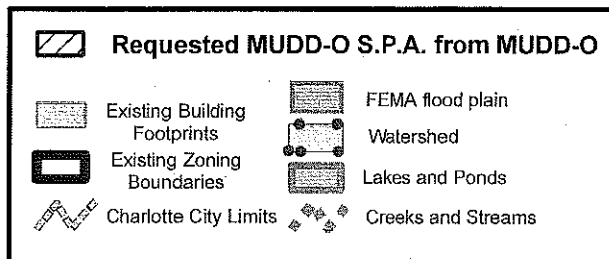 Requested MUDD-O S.P.A. from MUDD-O
Existing Building
Footprints
Existing Zoning
Boundaries
Charlotte City Limits
FEMA flood plain
Watershed
Lakes and Ponds
Creeks and Streams